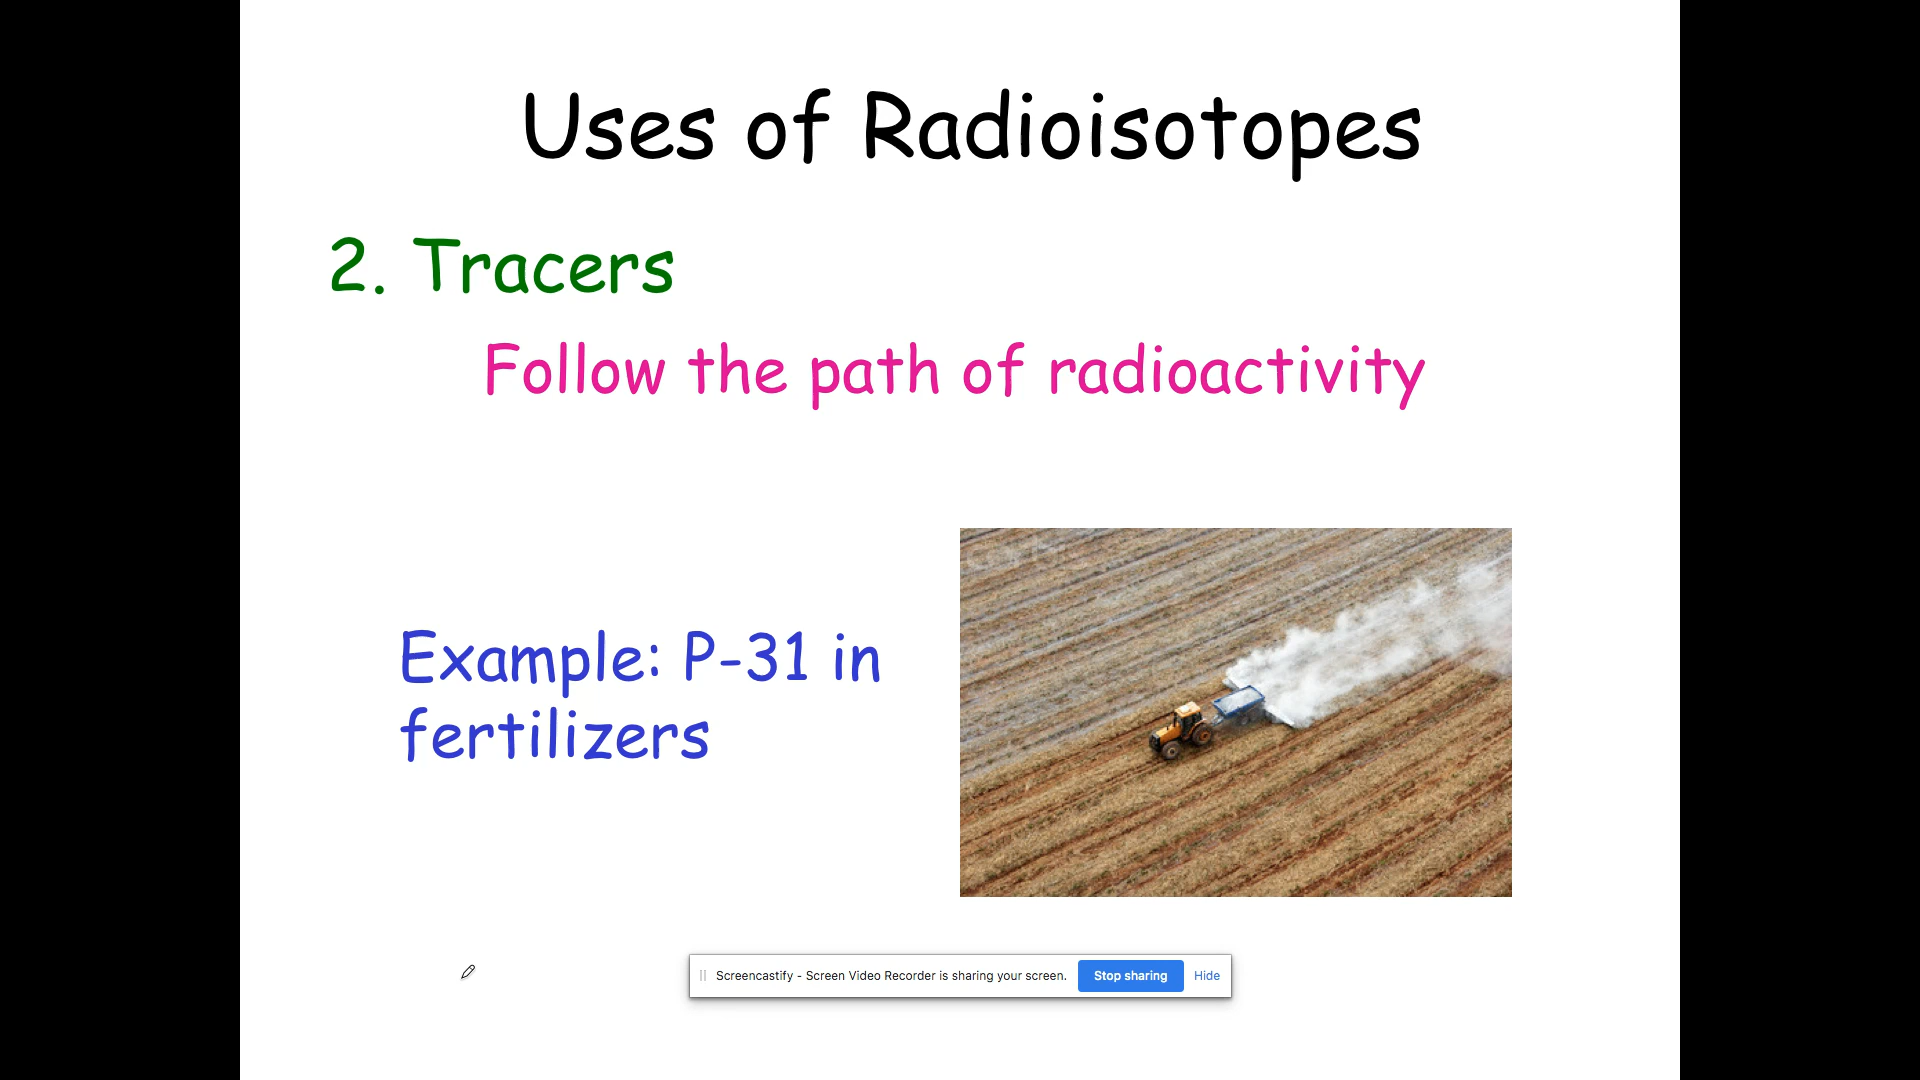 Uses of Radioisotopes
2. Tracers
Follow the path of radioactivity
Example: P-31 in
fertilizers
Screencastify - Screen Video Recorder is sharing your screen. Stop sharing Hide